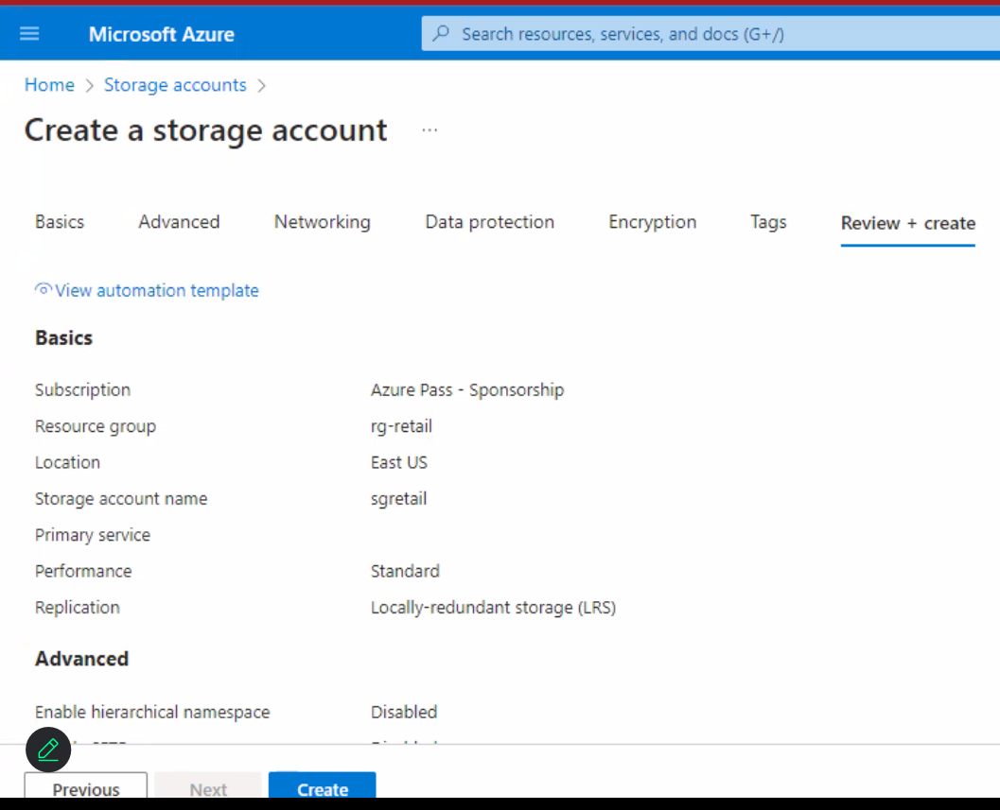 Microsoft Azure
Search resources, services, and docs (G+/)
Home > Storage accounts >
Create a storage account ...
Basics Advanced Networking Data protection Encryption Tags Review + create
View automation template
Basics
Subscription Azure Pass - Sponsorship
Resource group rg-retail
Location East US
Storage account name sgretail
Primary service
Performance Standard
Replication Locally-redundant storage (LRS)
Advanced
Enable hierarchical namespace Disabled
Previous Next Create